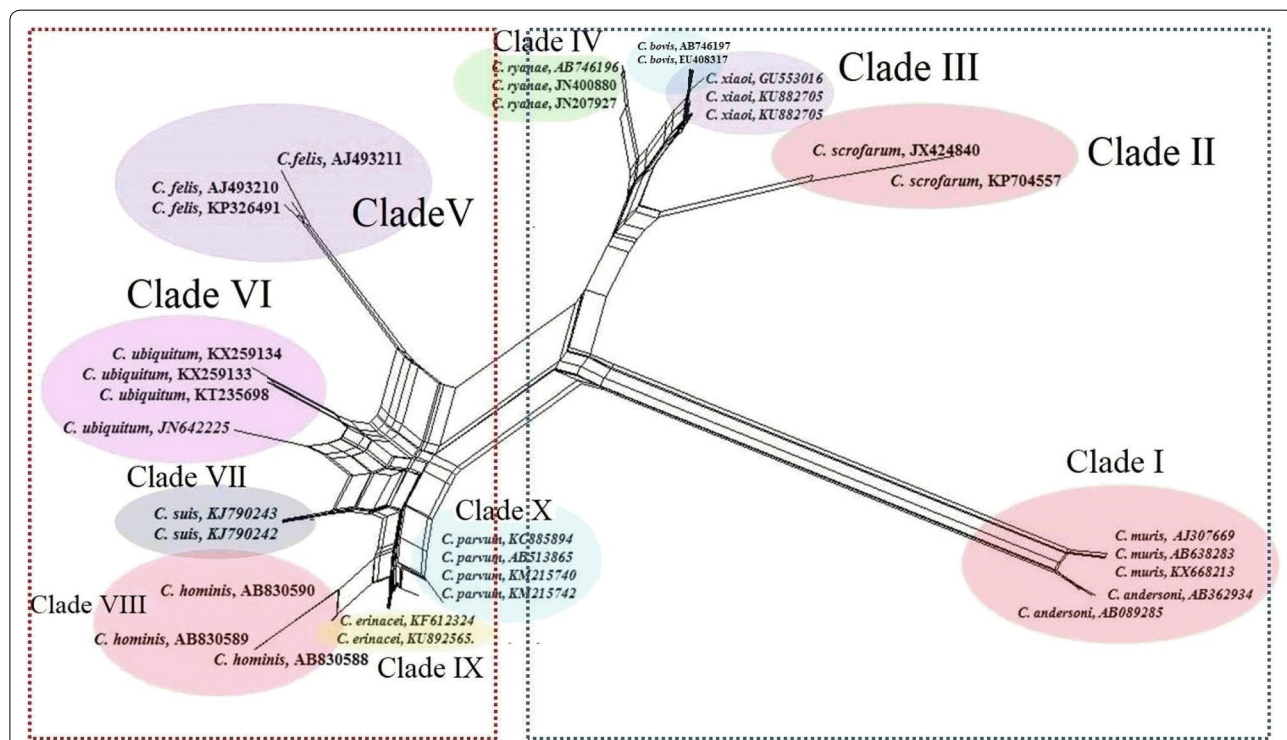 Clade IV
C. ryanae, AB746196
C. ryanae, JN400880
C. ryanae, JN207927
C. bovis, AB746197
C. bovis, EU408317
C. xiaoi, GU553016
C. xiaoi, KU882705
C. xiaoi, KU882705
Clade III
C. scrofarum, JX424840
C. scrofarum, KP704557
Clade II
C.felis, AJ493211
C. felis, AJ493210
C. felis, KP326491
CladeV
Clade VI
C. ubiquitum, KX259134
C. ubiquitum, KX259133
C. ubiquitum, KT235698
C. ubiquitum, JN642225
Clade VII
C. suis, KJ790243
C. suis, KJ790242
Clade VIII
C. hominis, AB830590
C. hominis, AB830589
C. hominis, AB830588
Clade X
C. parvum, KC885894
C. parvum, AB513865
C. parvum, KM215740
C. parvum, KM215742
C. erinacei, KF612324
C. erinacei, KU892565.
Clade IX
Clade I
C. muris, AJ307669
C. muris, AB638283
C. muris, KX668213
C. andersoni, AB362934
C. andersoni, AB089285